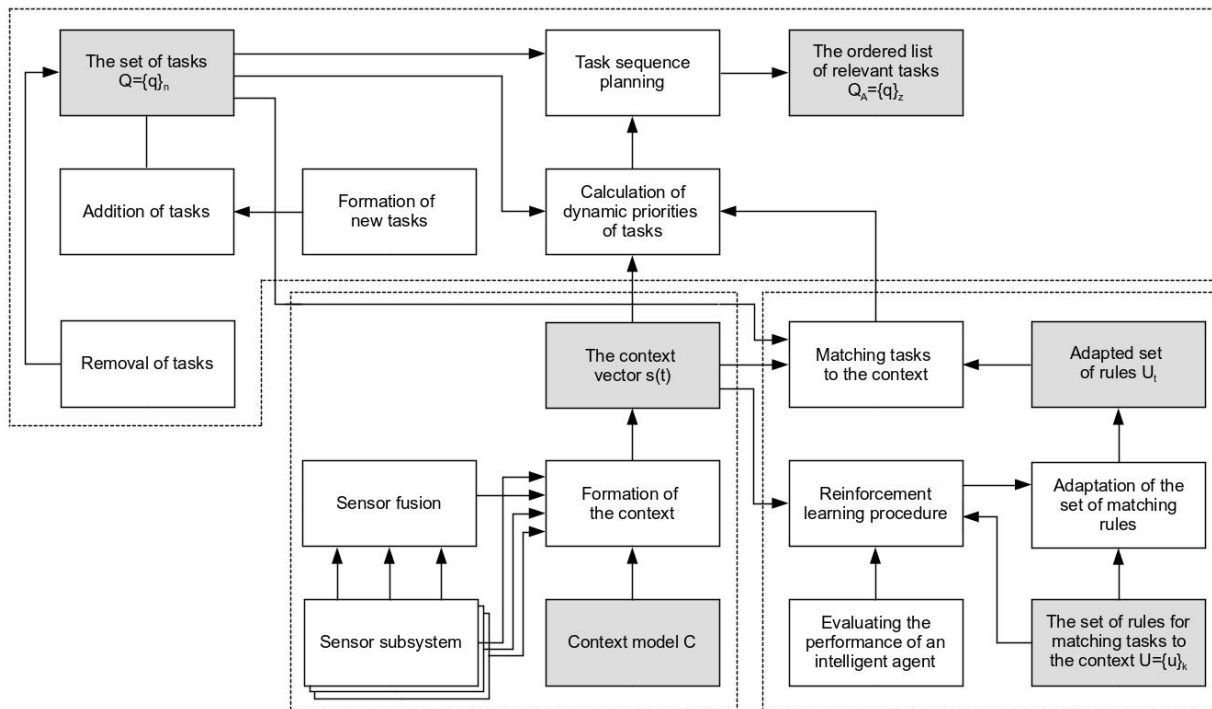 The set of tasks
Q={q}ₙ
Task sequence
planning
The ordered list
of relevant tasks
Q_A={q}_z
Addition of tasks
Formation of
new tasks
Calculation of
dynamic priorities
of tasks
Removal of tasks
The context
vector s(t)
Matching tasks
to the context
Adapted set
of rules Uₜ
Sensor fusion
Formation of
the context
Reinforcement
learning procedure
Adaptation of the
set of matching
rules
Sensor subsystem
Context model C
Evaluating the
performance of an
intelligent agent
The set of rules for
matching tasks to
the context U={u}ₖ